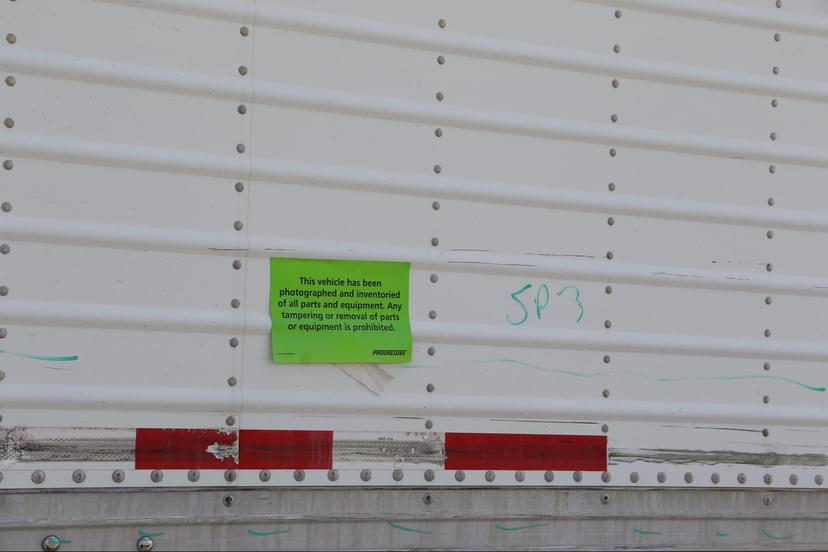 This vehicle has been
photographed and inventoried
of all parts and equipment. Any
tampering or removal of parts
or equipment is prohibited.
PROGRESSIVE
SP3